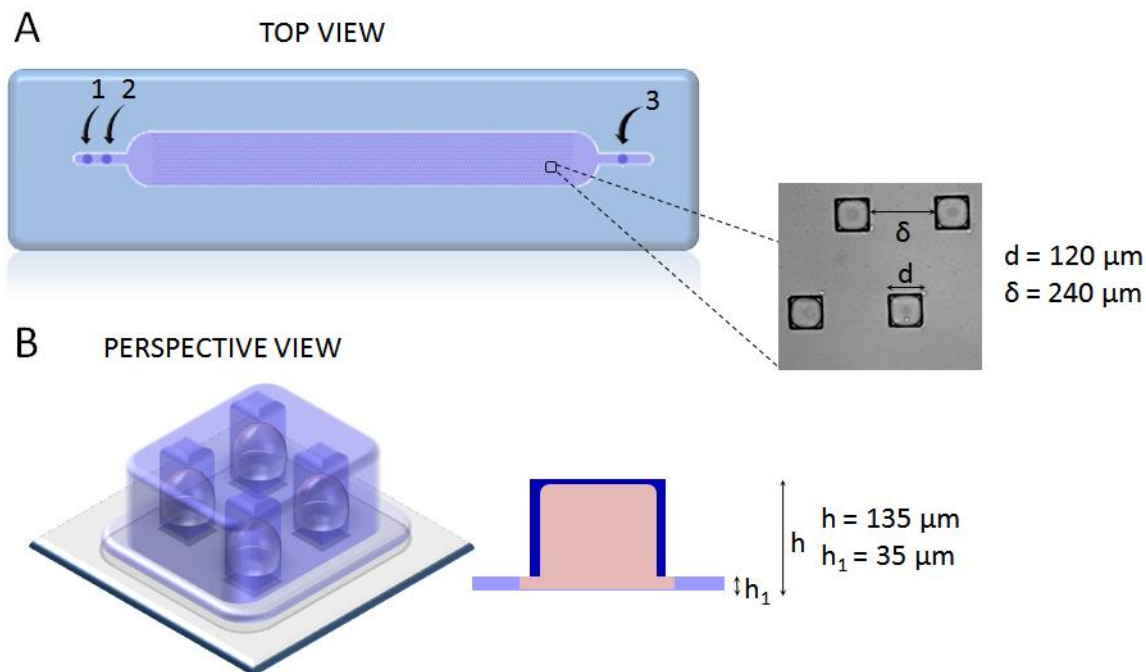 A
TOP VIEW
1 2
3
δ
d
d = 120 μm
δ = 240 μm
B
PERSPECTIVE VIEW
h
h₁
h = 135 μm
h₁ = 35 μm